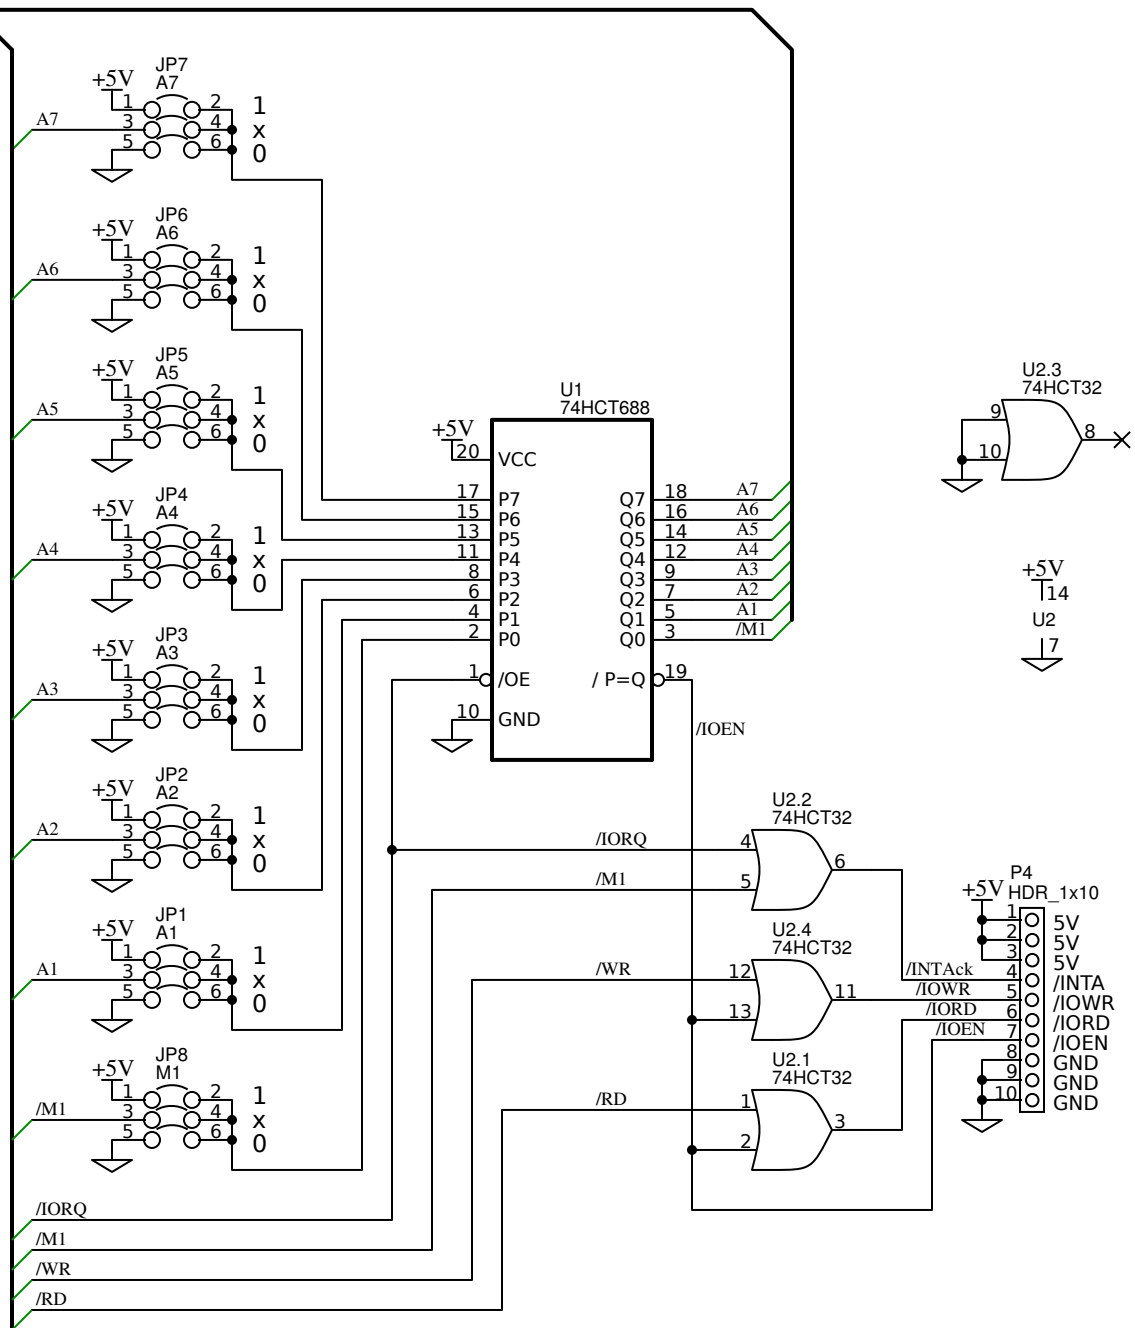 JP7
A7
+5V
1 2 1
A7 3 4 x
5 6 0
JP6
A6
+5V
1 2 1
A6 3 4 x
5 6 0
JP5
A5
+5V
1 2 1
A5 3 4 x
5 6 0
JP4
A4
+5V
1 2 1
A4 3 4 x
5 6 0
JP3
A3
+5V
1 2 1
A3 3 4 x
5 6 0
JP2
A2
+5V
1 2 1
A2 3 4 x
5 6 0
JP1
A1
+5V
1 2 1
A1 3 4 x
5 6 0
JP8
M1
+5V
1 2 1
/M1 3 4 x
5 6 0
/IORQ
/M1
/WR
/RD
U1
74HCT688
+5V
20 VCC
17 P7 Q7 18 A7
15 P6 Q6 16 A6
13 P5 Q5 14 A5
11 P4 Q4 12 A4
8 P3 Q3 9 A3
6 P2 Q2 7 A2
4 P1 Q1 5 A1
2 P0 Q0 3 /M1
1 /OE / P=Q 19
10 GND
/IOEN
U2.3
74HCT32
9
10
8
+5V
14
U2
7
U2.2
74HCT32
/IORQ 4
/M1 5
6
U2.4
74HCT32
/WR 12
13
11
U2.1
74HCT32
/RD 1
2
3
P4
HDR_1x10
+5V
1 5V
2 5V
3 5V
/INTAck 4 /INTA
/IOWR 5 /IOWR
/IORD 6 /IORD
/IOEN 7 /IOEN
8 GND
9 GND
10 GND